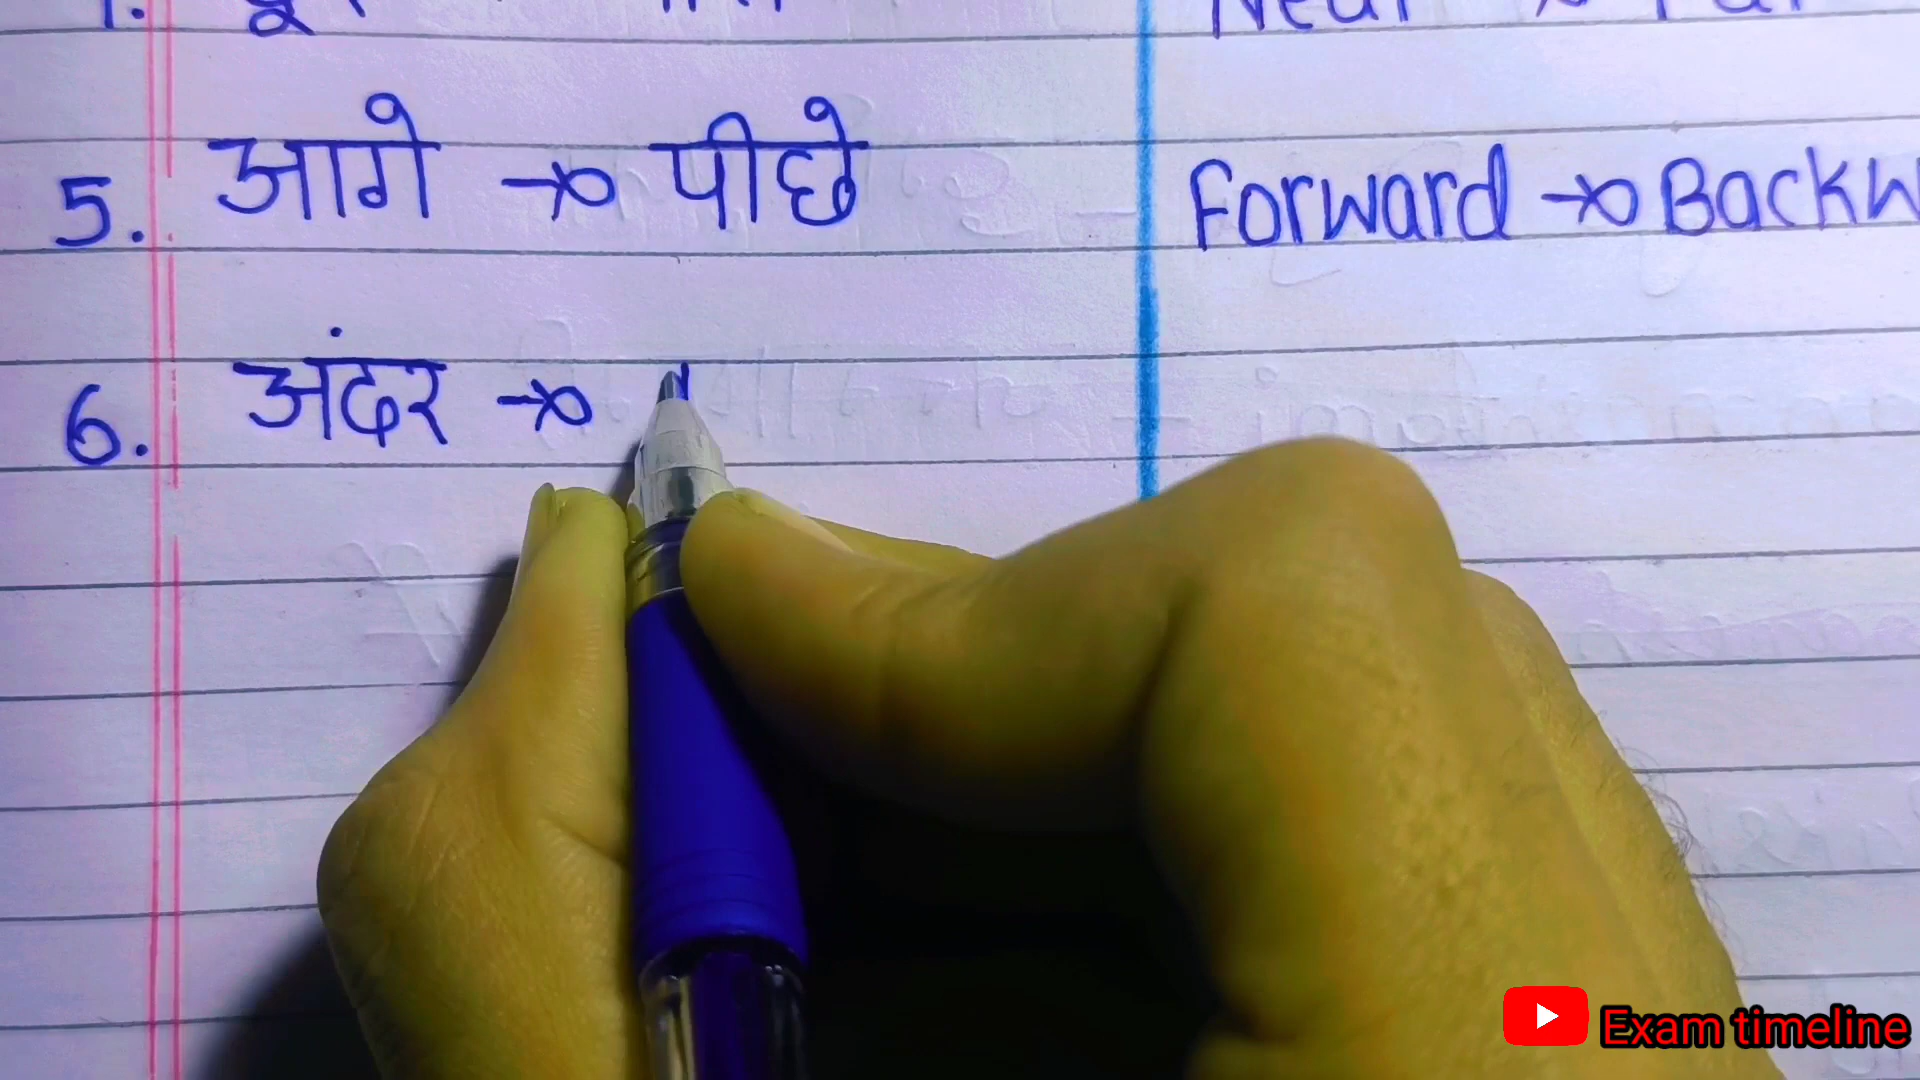 5. आगे → पीछे Forward → Backw
6. अंदर →
Exam timeline